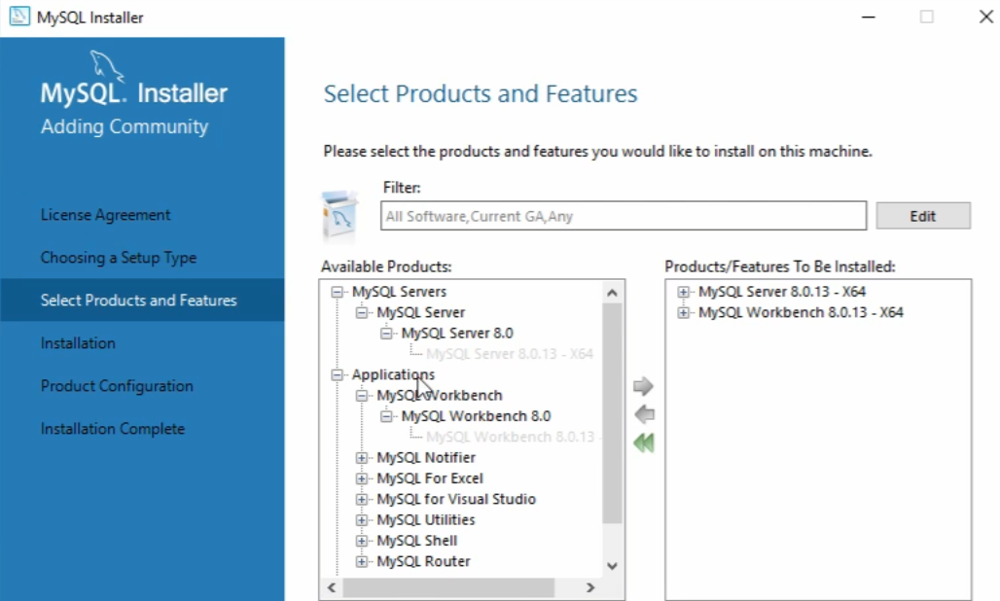 MySQL Installer
MySQL. Installer
Adding Community
License Agreement
Choosing a Setup Type
Select Products and Features
Installation
Product Configuration
Installation Complete
Select Products and Features
Please select the products and features you would like to install on this machine.
Filter:
All Software,Current GA,Any
Edit
Available Products:
MySQL Servers
MySQL Server
MySQL Server 8.0
MySQL Server 8.0.13 - X64
Applications
MySQL Workbench
MySQL Workbench 8.0
MySQL Workbench 8.0.13 -
MySQL Notifier
MySQL For Excel
MySQL for Visual Studio
MySQL Utilities
MySQL Shell
MySQL Router
Products/Features To Be Installed:
MySQL Server 8.0.13 - X64
MySQL Workbench 8.0.13 - X64